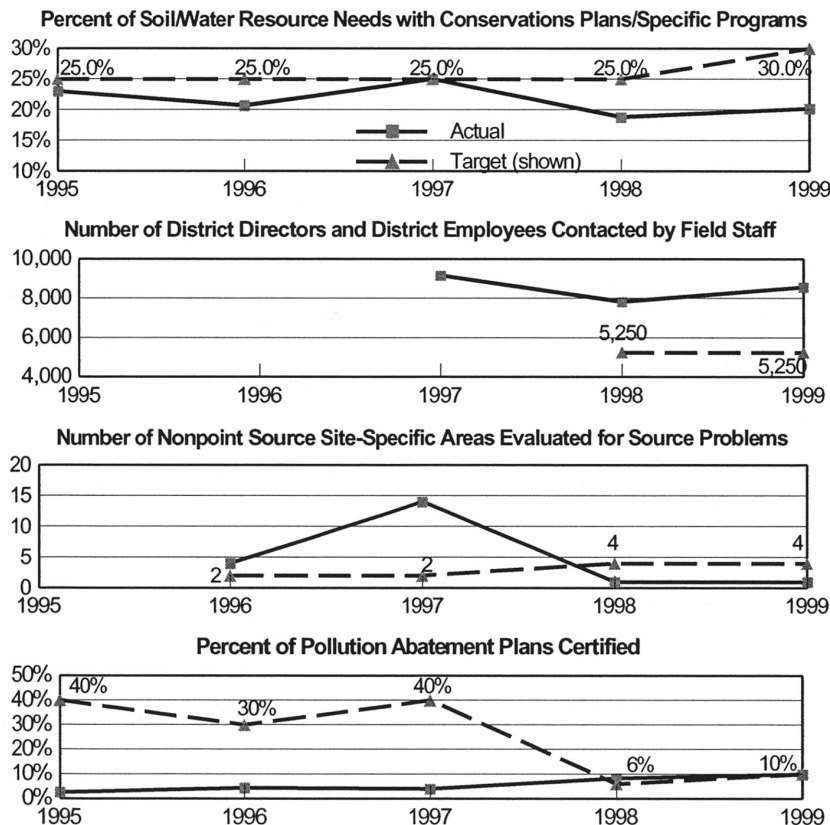 Percent of Soil/Water Resource Needs with Conservations Plans/Specific Programs
30%
25.0% 25.0% 25.0% 25.0% 30.0%
25%
20%
Actual
15%
Target (shown)
10%
1995 1996 1997 1998 1999
Number of District Directors and District Employees Contacted by Field Staff
10,000
8,000
6,000
5,250
5,250
4,000
1995 1996 1997 1998 1999
Number of Nonpoint Source Site-Specific Areas Evaluated for Source Problems
20
15
10
4 4
5
2 2
0
1995 1996 1997 1998 1999
Percent of Pollution Abatement Plans Certified
50%
40% 40%
40%
30% 30%
20%
10% 6% 10%
0%
1995 1996 1997 1998 1999